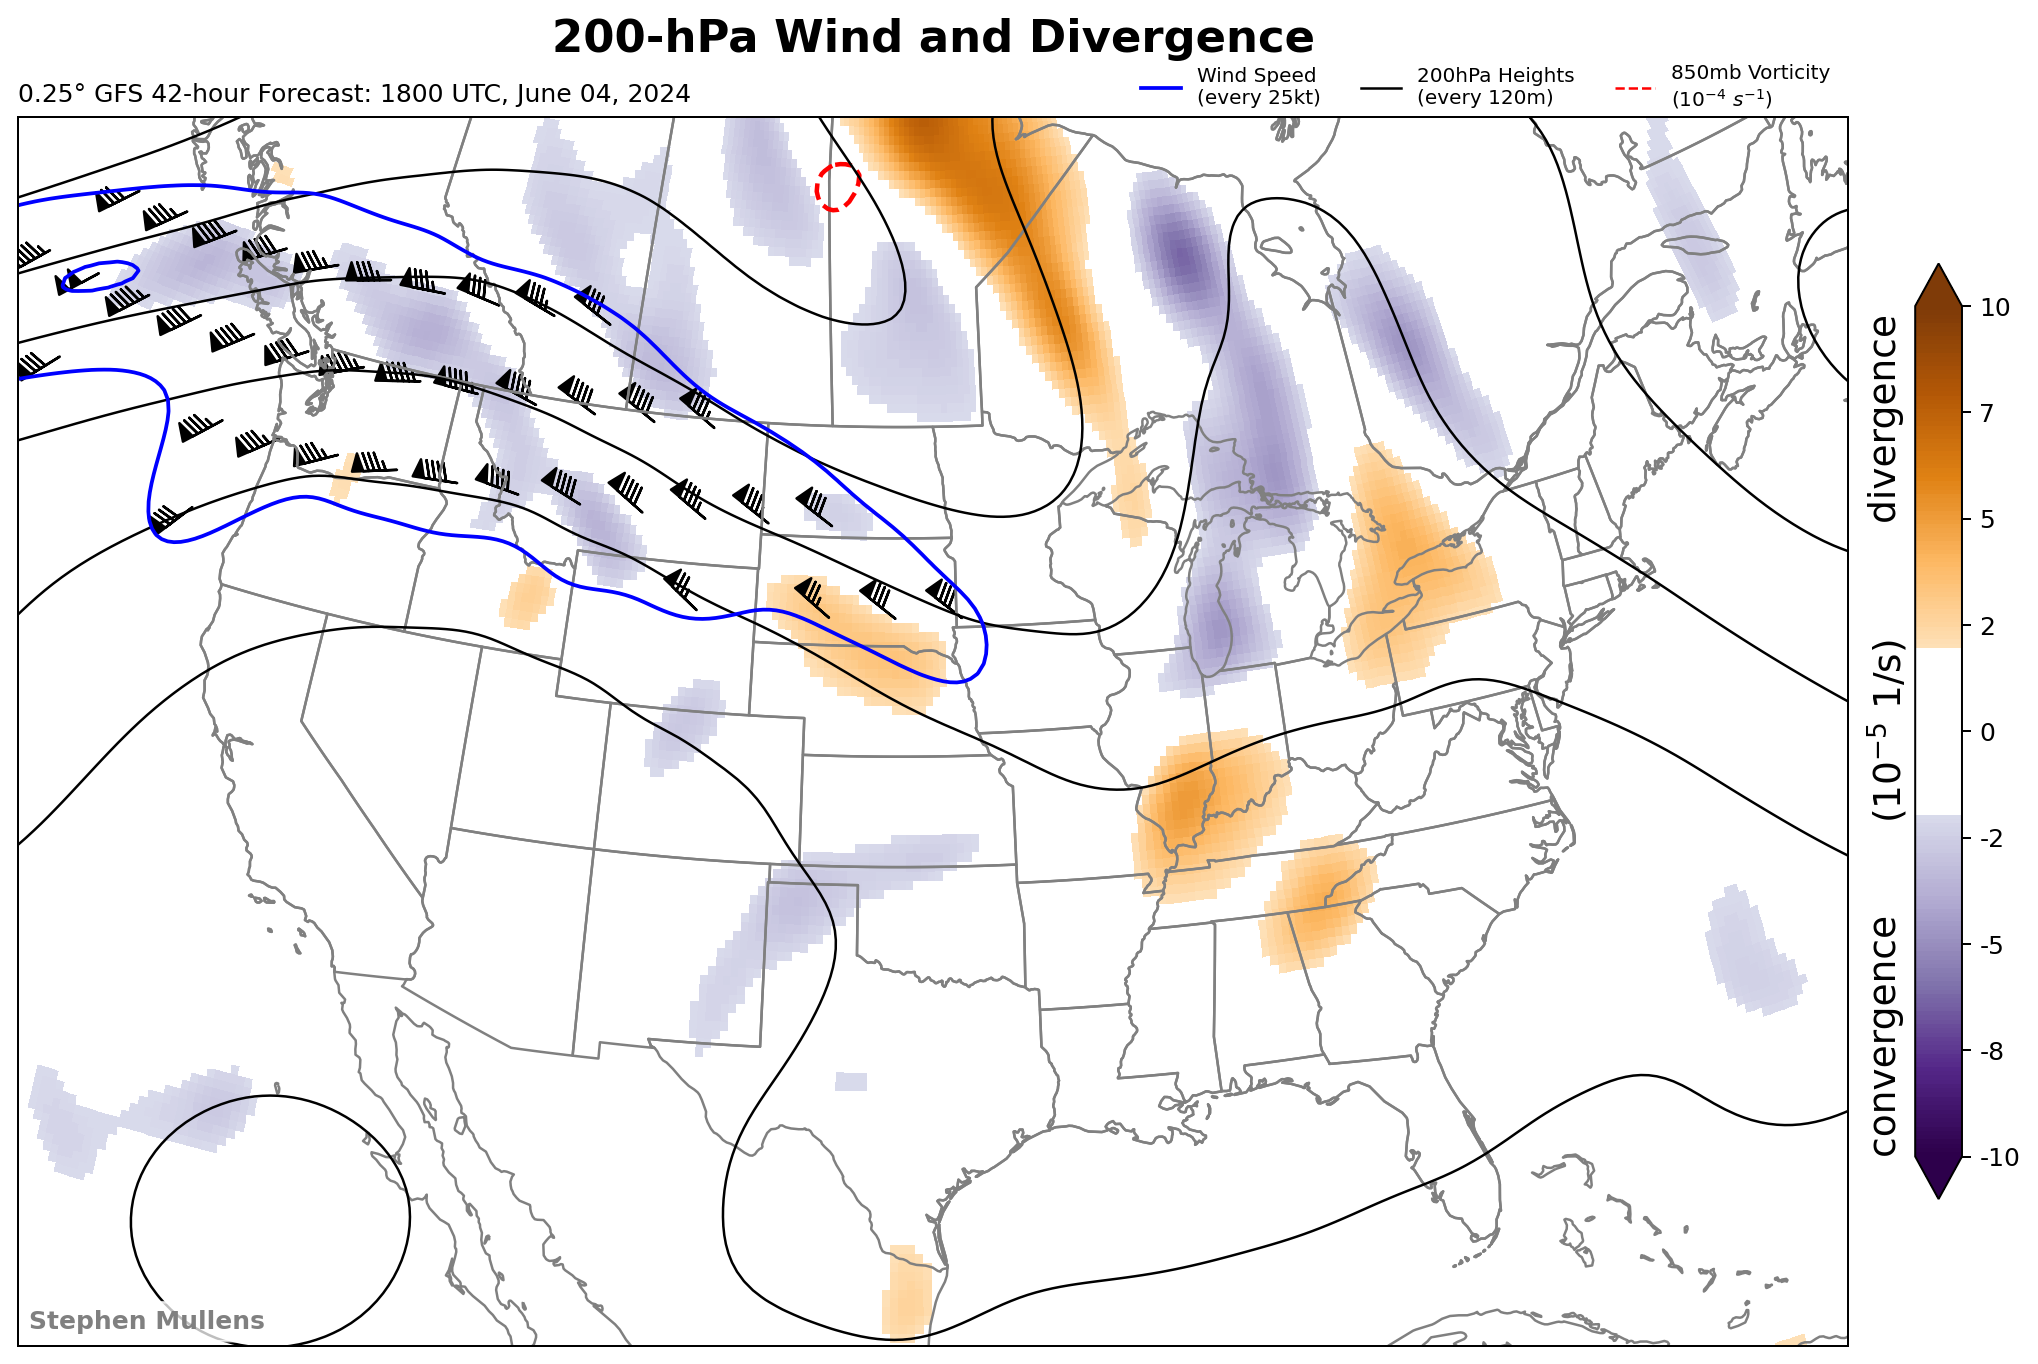 200-hPa Wind and Divergence
0.25° GFS 42-hour Forecast: 1800 UTC, June 04, 2024
Wind Speed
(every 25kt)
200hPa Heights
(every 120m)
850mb Vorticity
(10⁻⁴ s⁻¹)
10
7
5
2
0
-2
-5
-8
-10
convergence (10⁻⁵ 1/s) divergence
Stephen Mullens